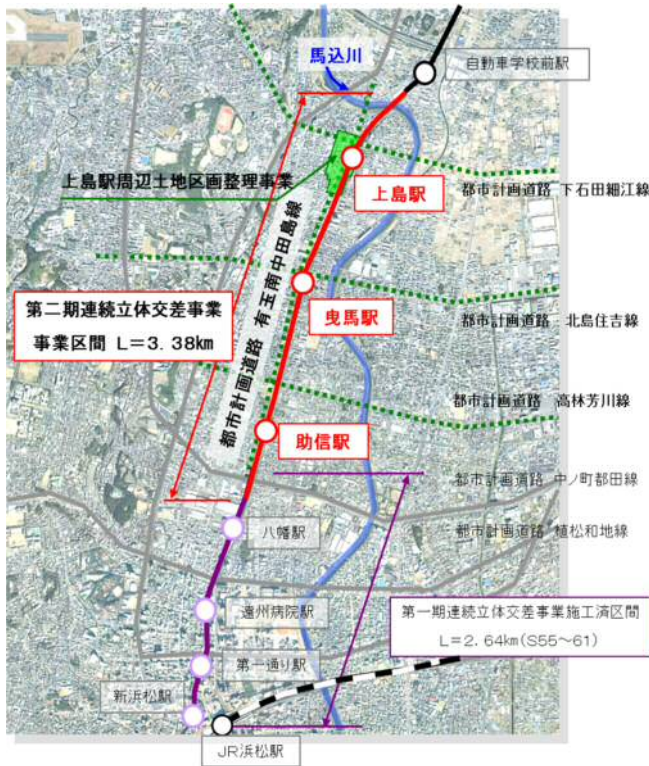 馬込川
自動車学校前駅
上島駅周辺土地区画整理事業
上島駅
都市計画道路 下石田細江線
都市計画道路 有玉南中田島線
第二期連続立体交差事業
事業区間 L=3.38km
曳馬駅
都市計画道路 北島住吉線
都市計画道路 高林芳川線
助信駅
都市計画道路 中ノ町都田線
八幡駅
都市計画道路 植松和地線
遠州病院駅
第一期連続立体交差事業施工済区間
L=2.64km(S55~61)
第一通り駅
新浜松駅
JR浜松駅